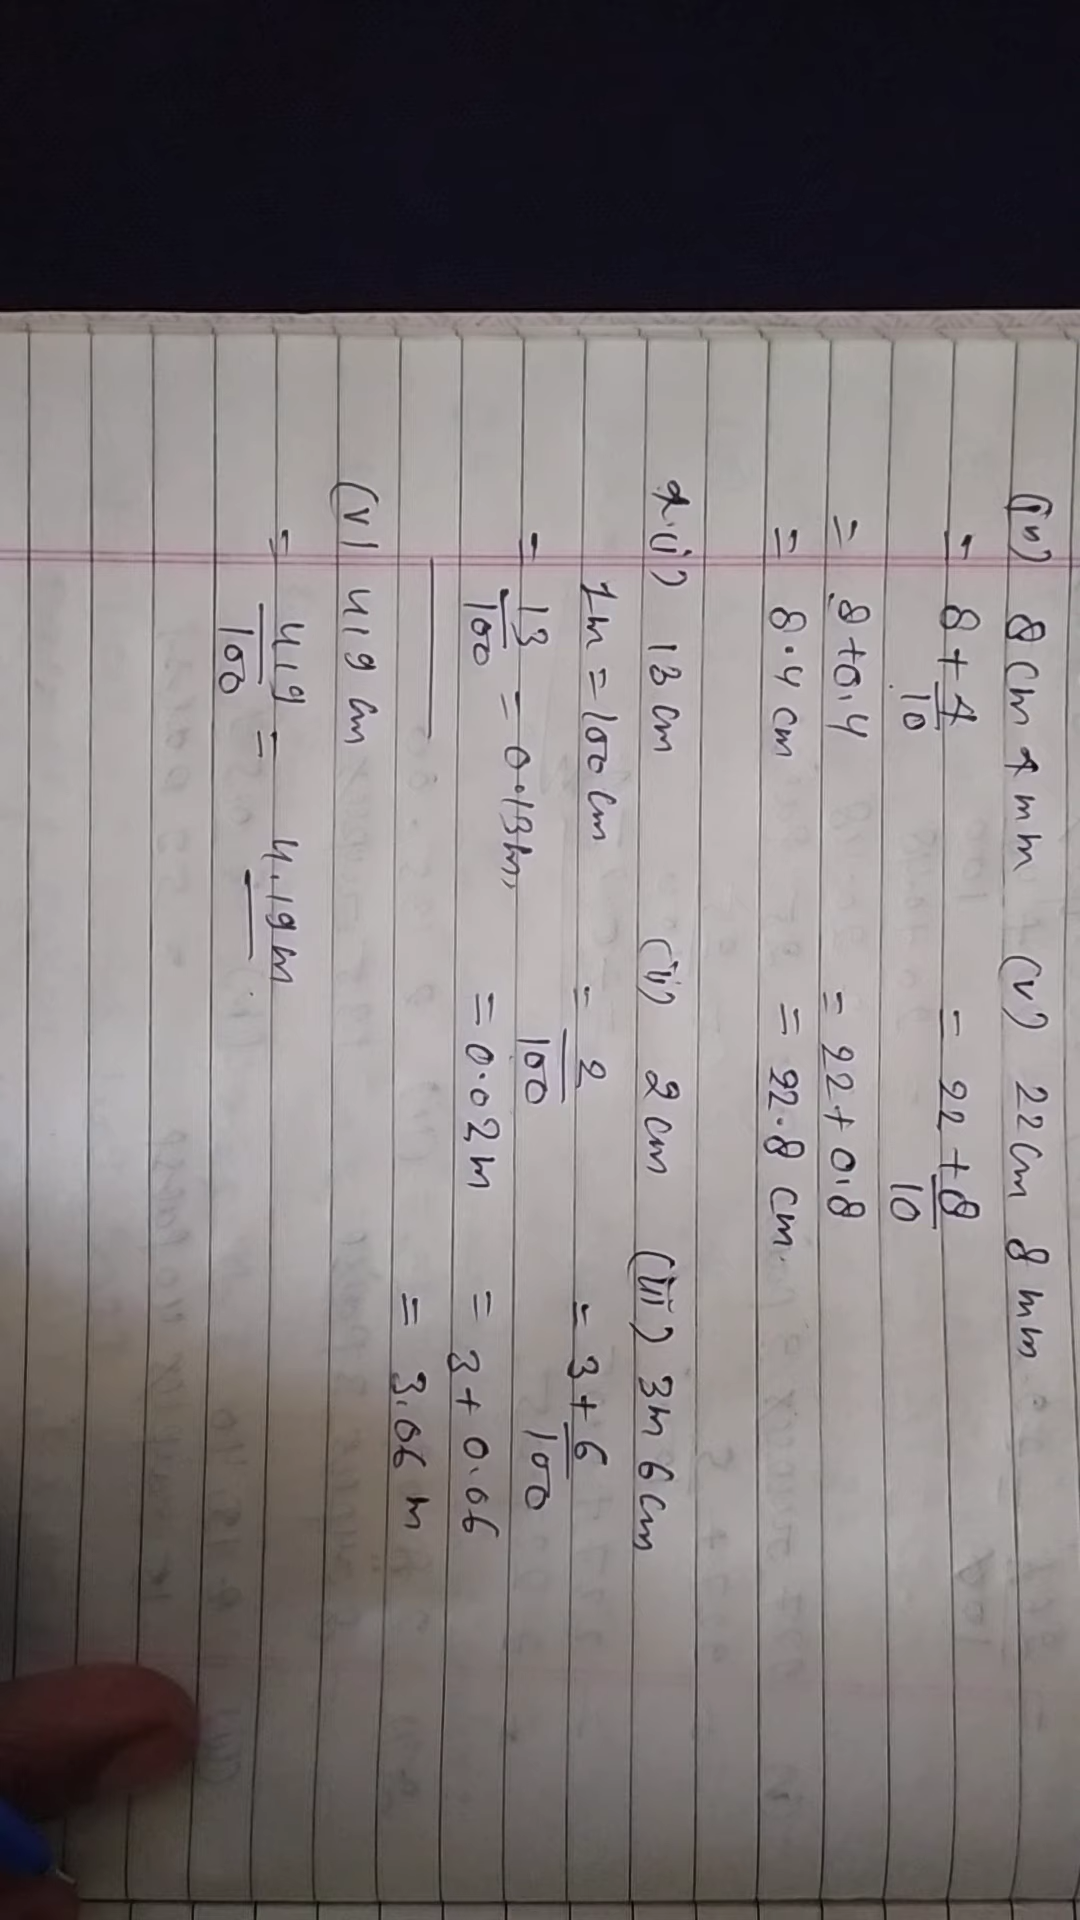 (iv) 8 cm 4 mm (v) 22 cm 8 mm
= 8 + 4/10 = 22 + 8/10
= 8 + 0.4 = 22 + 0.8
= 8.4 cm = 22.8 cm.
4.(i) 13 cm (ii) 2 cm (iii) 3m 6 cm
1m = 100 cm = 2/100 = 3 + 6/100
= 13/100 = 0.13m, = 0.02 m = 3 + 0.06
= 3.06 m
(v) 419 cm
= 419/100 = 4.19 m